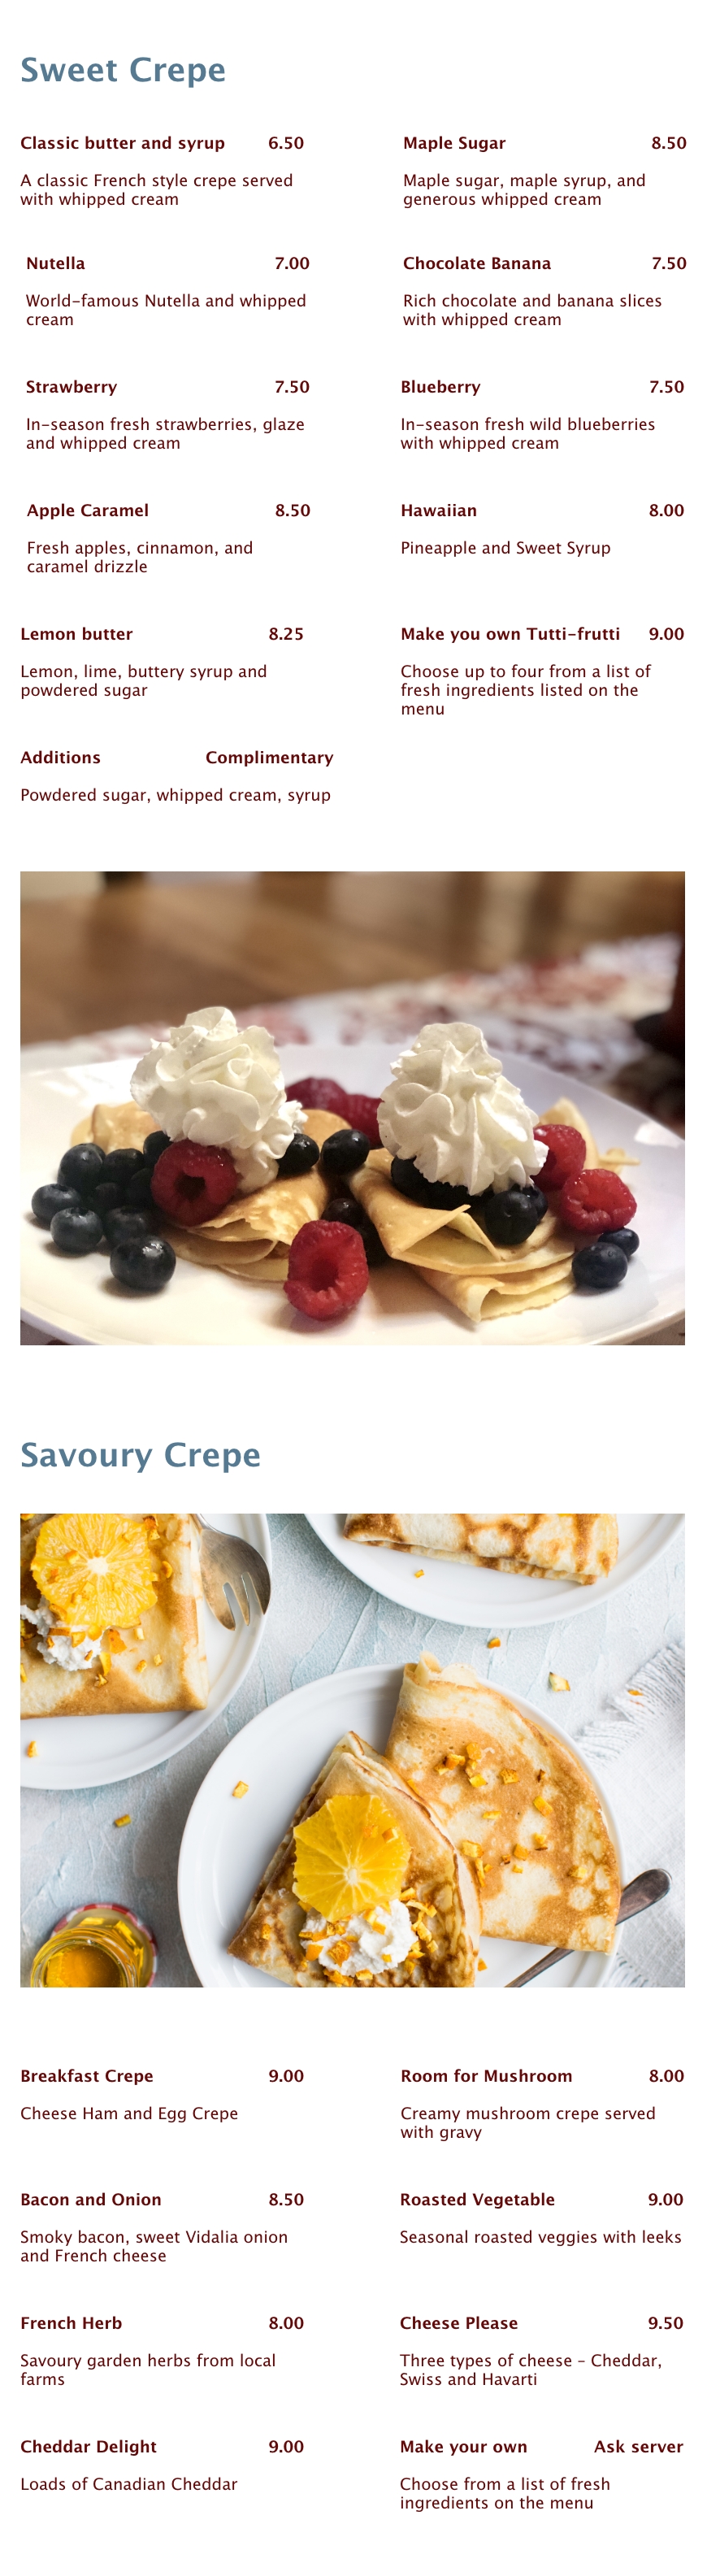 Sweet Crepe
Classic butter and syrup 6.50
A classic French style crepe served
with whipped cream
Maple Sugar 8.50
Maple sugar, maple syrup, and
generous whipped cream
Nutella 7.00
World-famous Nutella and whipped
cream
Chocolate Banana 7.50
Rich chocolate and banana slices
with whipped cream
Strawberry 7.50
In-season fresh strawberries, glaze
and whipped cream
Blueberry 7.50
In-season fresh wild blueberries
with whipped cream
Apple Caramel 8.50
Fresh apples, cinnamon, and
caramel drizzle
Hawaiian 8.00
Pineapple and Sweet Syrup
Lemon butter 8.25
Lemon, lime, buttery syrup and
powdered sugar
Make you own Tutti-frutti 9.00
Choose up to four from a list of
fresh ingredients listed on the
menu
Additions Complimentary
Powdered sugar, whipped cream, syrup
Savoury Crepe
Breakfast Crepe 9.00
Cheese Ham and Egg Crepe
Room for Mushroom 8.00
Creamy mushroom crepe served
with gravy
Bacon and Onion 8.50
Smoky bacon, sweet Vidalia onion
and French cheese
Roasted Vegetable 9.00
Seasonal roasted veggies with leeks
French Herb 8.00
Savoury garden herbs from local
farms
Cheese Please 9.50
Three types of cheese – Cheddar,
Swiss and Havarti
Cheddar Delight 9.00
Loads of Canadian Cheddar
Make your own Ask server
Choose from a list of fresh
ingredients on the menu